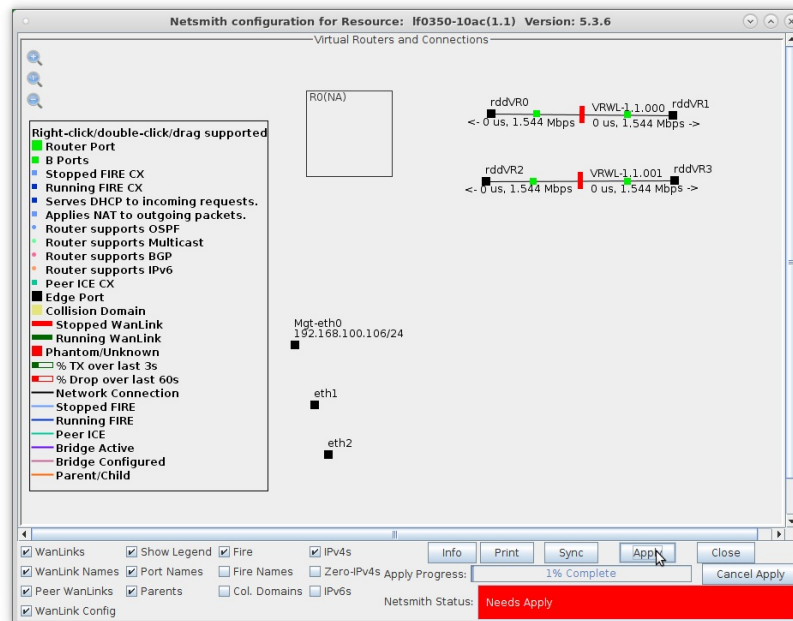 Netsmith configuration for Resource: lf0350-10ac(1.1) Version: 5.3.6
Virtual Routers and Connections
R0(NA)
rddVR0
VRWL-1.1.000
rddVR1
<- 0 us, 1.544 Mbps
0 us, 1.544 Mbps ->
rddVR2
VRWL-1.1.001
rddVR3
<- 0 us, 1.544 Mbps
0 us, 1.544 Mbps ->
Right-click/double-click/drag supported
Router Port
B Ports
Stopped FIRE CX
Running FIRE CX
Serves DHCP to incoming requests.
Applies NAT to outgoing packets.
Router supports OSPF
Router supports Multicast
Router supports BGP
Router supports IPv6
Peer ICE CX
Edge Port
Collision Domain
Stopped WanLink
Running WanLink
Phantom/Unknown
% TX over last 3s
% Drop over last 60s
Network Connection
Stopped FIRE
Running FIRE
Peer ICE
Bridge Active
Bridge Configured
Parent/Child
Mgt-eth0
192.168.100.106/24
eth1
eth2
WanLinks Show Legend Fire IPv4s Info Print Sync Apply Close
WanLink Names Port Names Fire Names Zero-IPv4s Apply Progress: 1% Complete Cancel Apply
Peer WanLinks Parents Col. Domains IPv6s Netsmith Status: Needs Apply
WanLink Config